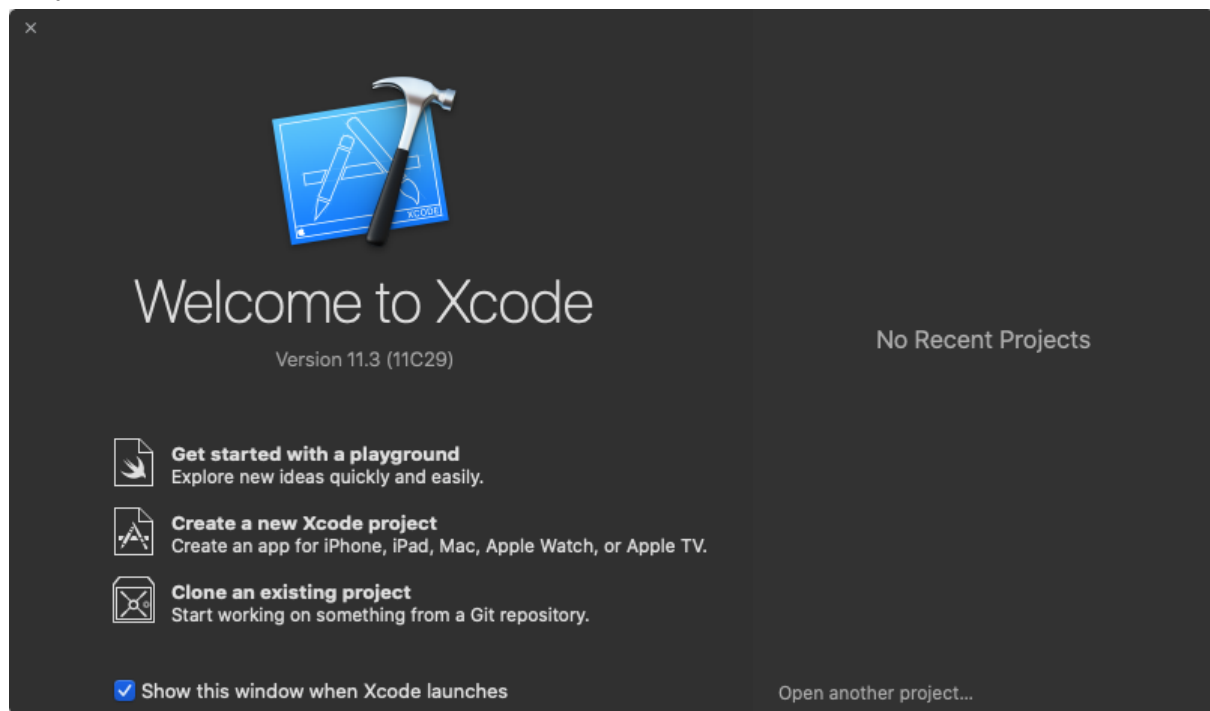 XCODE
Welcome to Xcode
Version 11.3 (11C29)
No Recent Projects
Get started with a playground
Explore new ideas quickly and easily.
Create a new Xcode project
Create an app for iPhone, iPad, Mac, Apple Watch, or Apple TV.
Clone an existing project
Start working on something from a Git repository.
Show this window when Xcode launches
Open another project...